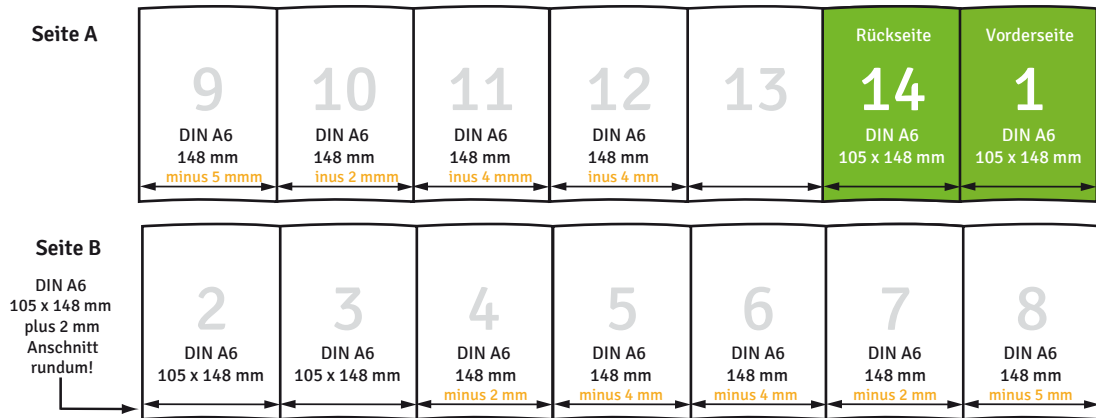 Seite A
9
DIN A6
148 mm
minus 5 mmm
10
DIN A6
148 mm
inus 2 mmm
11
DIN A6
148 mm
inus 4 mmm
12
DIN A6
148 mm
inus 4 mm
13
Rückseite
14
DIN A6
105 x 148 mm
Vorderseite
1
DIN A6
105 x 148 mm
Seite B
DIN A6
105 x 148 mm
plus 2 mm
Anschnitt
rundum!
2
DIN A6
105 x 148 mm
3
DIN A6
105 x 148 mm
4
DIN A6
148 mm
minus 2 mm
5
DIN A6
148 mm
minus 4 mm
6
DIN A6
148 mm
minus 4 mm
7
DIN A6
148 mm
minus 2 mm
8
DIN A6
148 mm
minus 5 mm